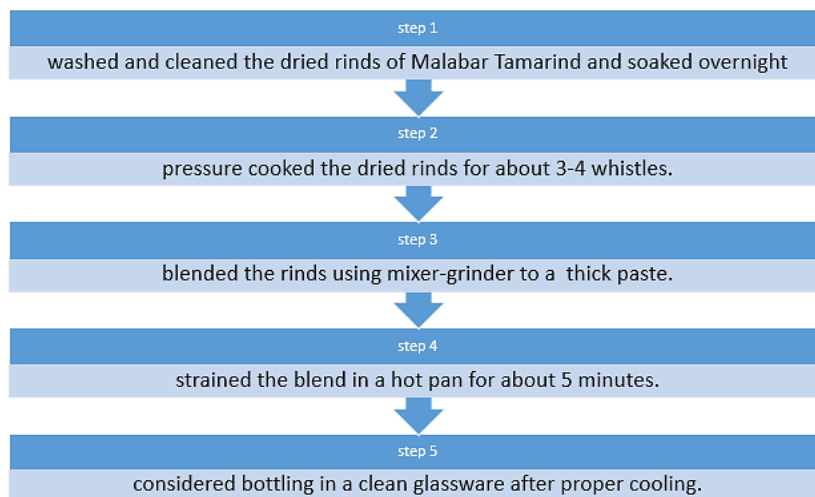 step 1
washed and cleaned the dried rinds of Malabar Tamarind and soaked overnight
step 2
pressure cooked the dried rinds for about 3-4 whistles.
step 3
blended the rinds using mixer-grinder to a  thick paste.
step 4
strained the blend in a hot pan for about 5 minutes.
step 5
considered bottling in a clean glassware after proper cooling.